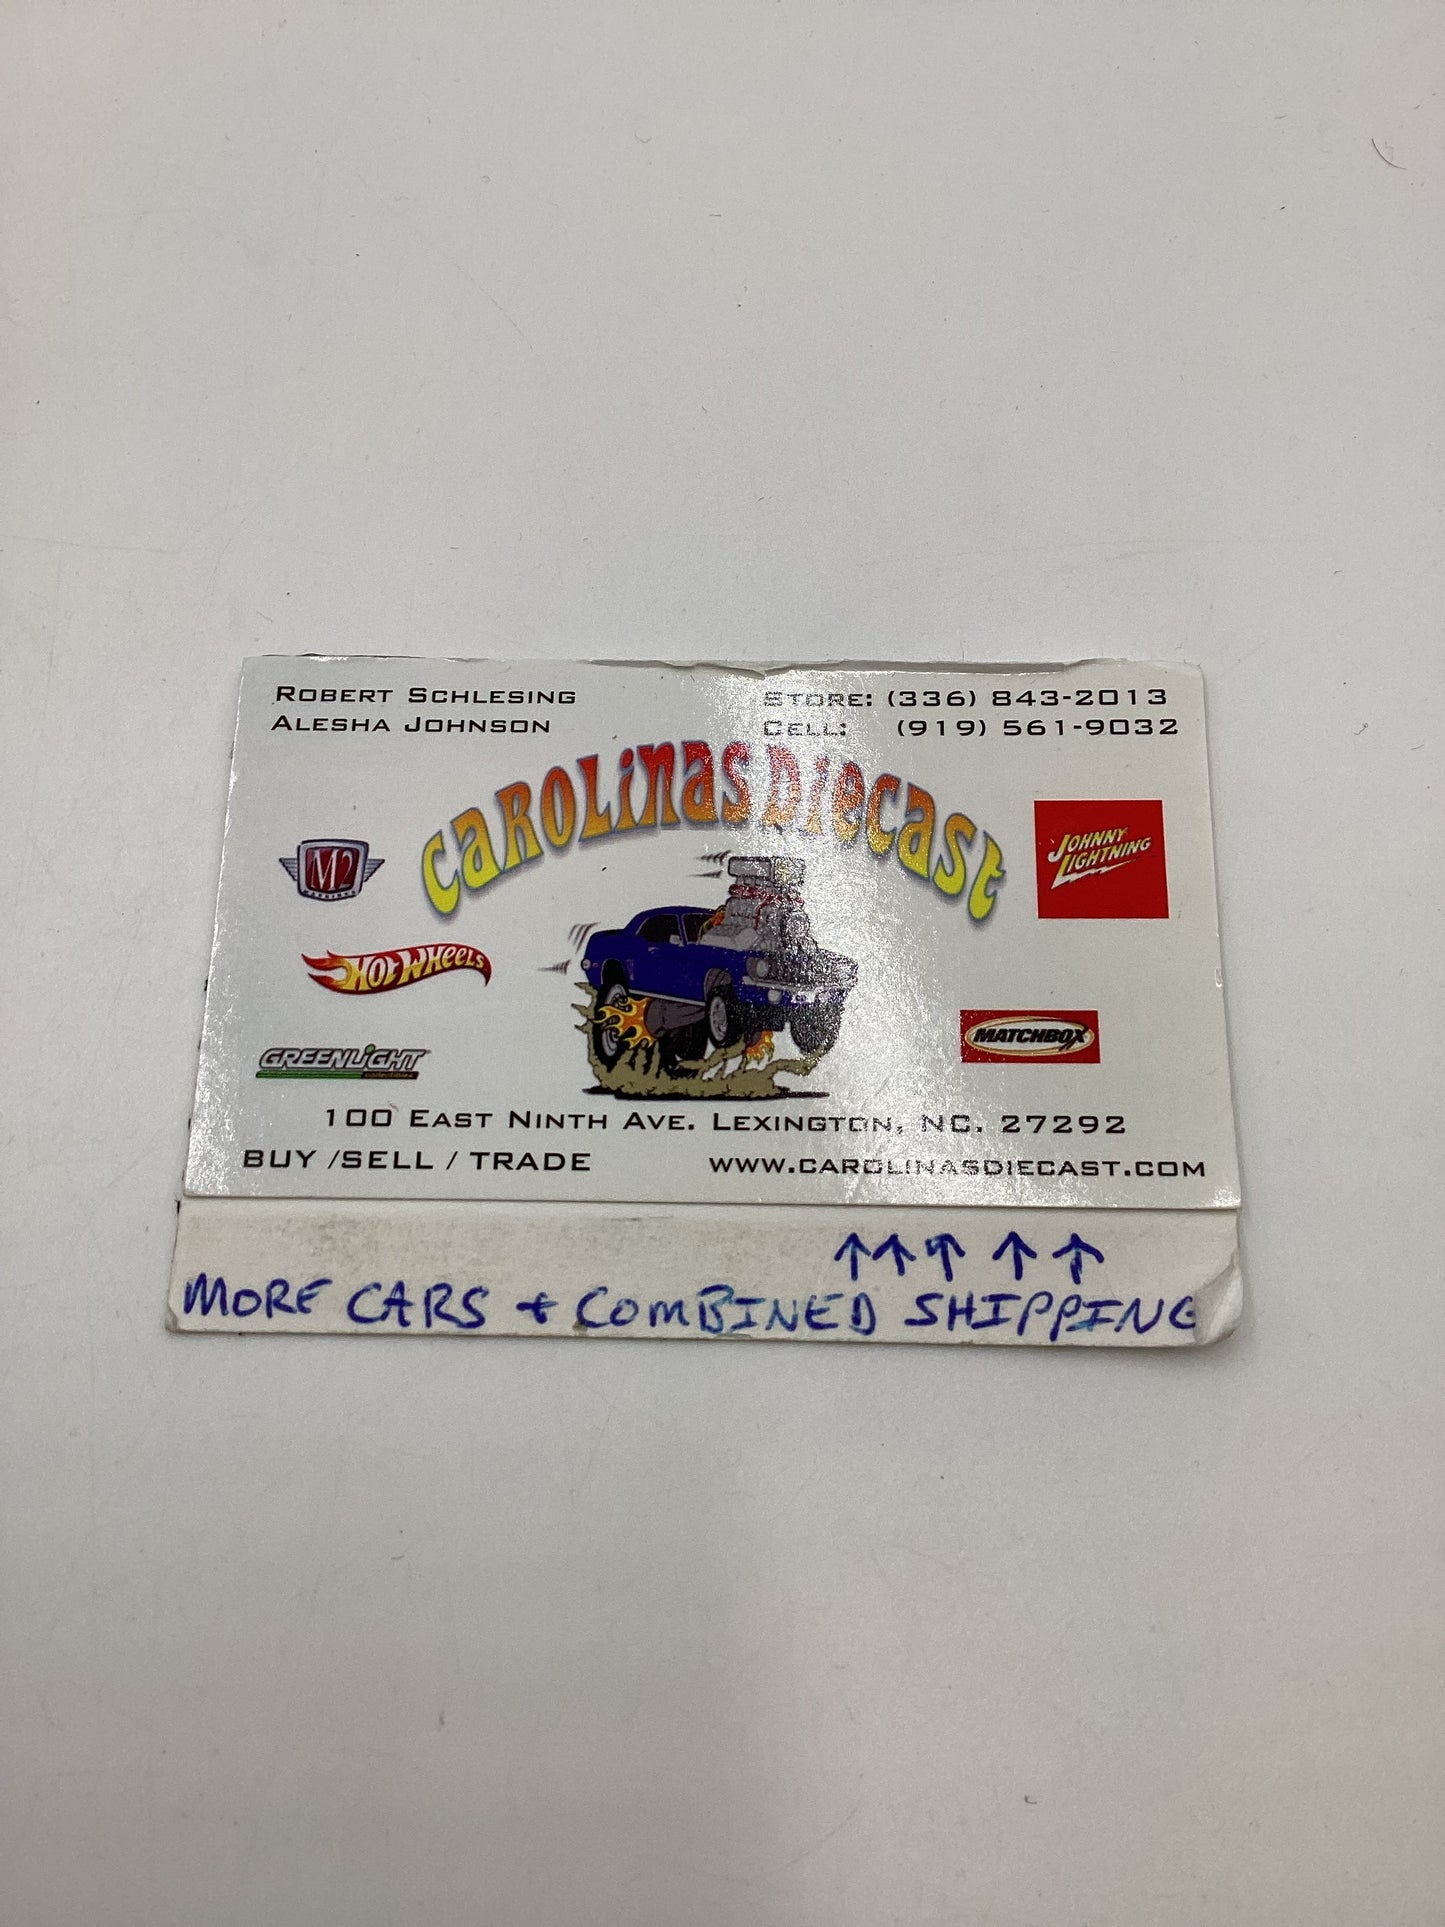 ROBERT SCHLESING
ALESHA JOHNSON
STORE: (336) 843-2013
CELL: (919) 561-9032
CAROLINAS DIECAST
M2
JOHNNY
LIGHTNING
HOT WHEELS
GREENLIGHT
MATCHBOX
100 EAST NINTH AVE. LEXINGTON, NC. 27292
BUY /SELL / TRADE
WWW.CAROLINASDIECAST.COM
↑ ↑ ↑ ↑ ↑
MORE CARS + COMBINED SHIPPING